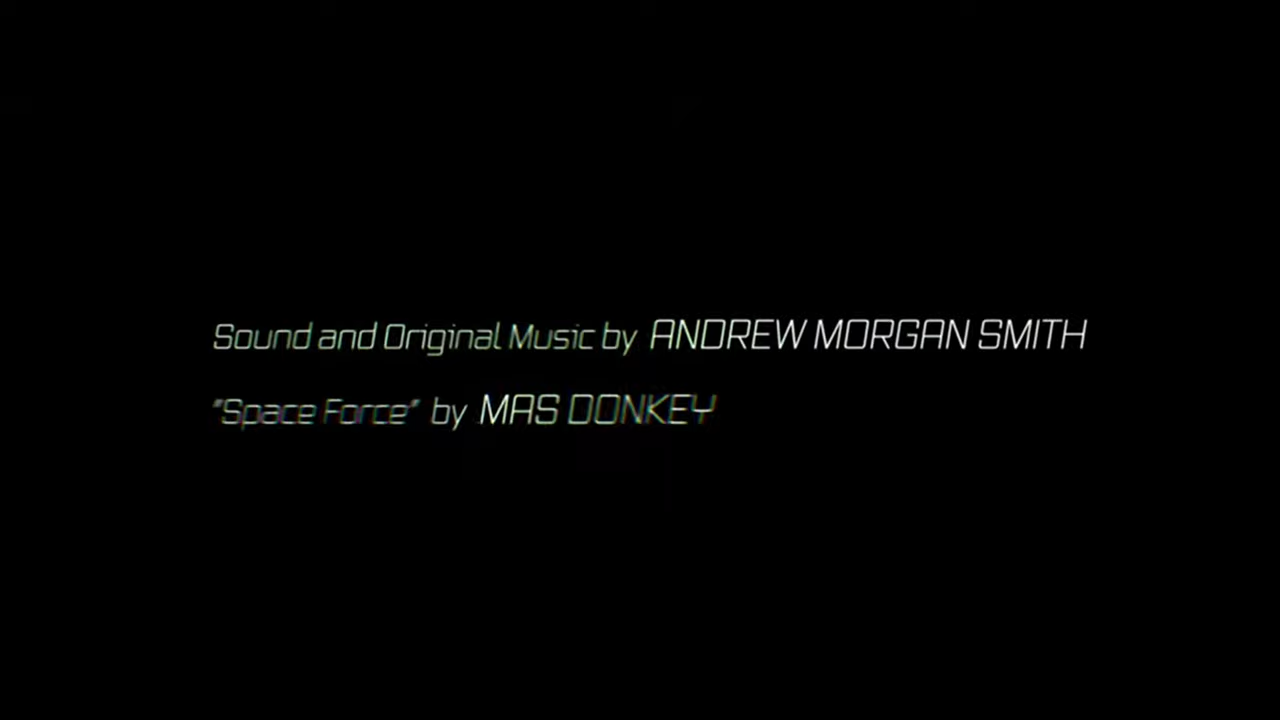 Sound and Original Music by ANDREW MORGAN SMITH
"Space Force" by MAS DONKEY